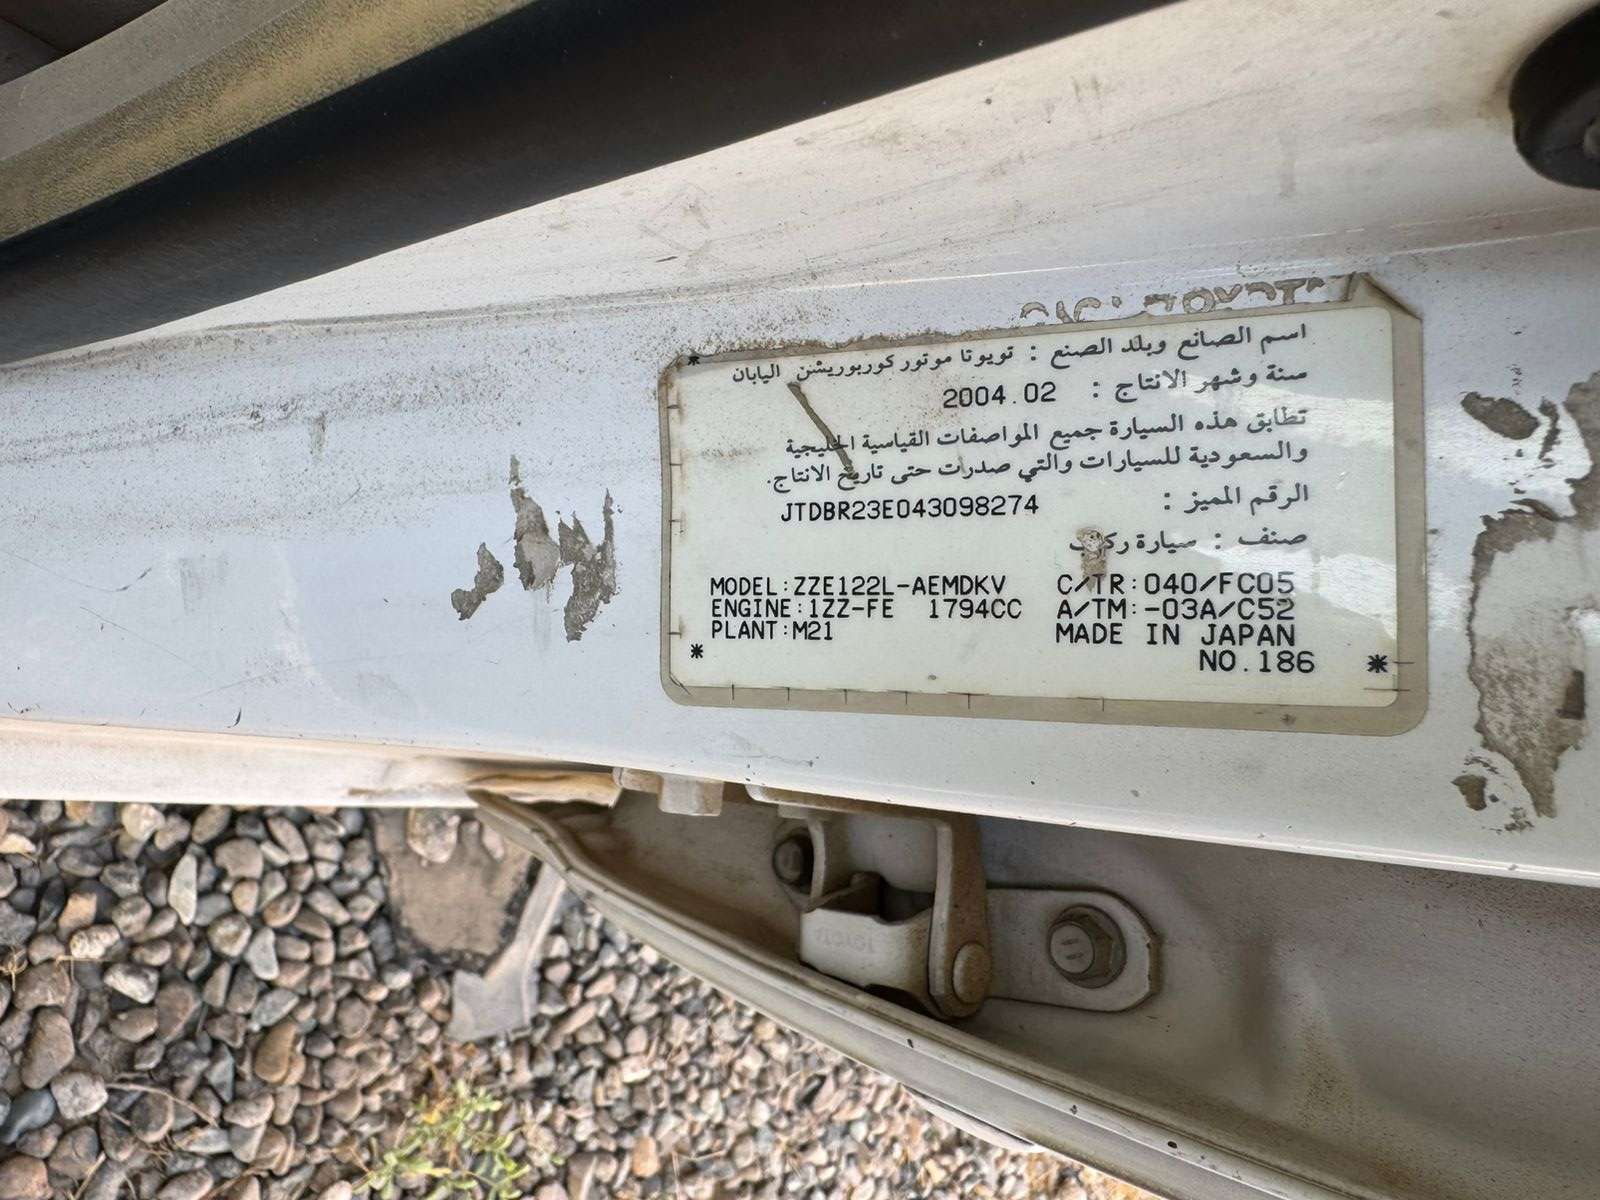 اسم الصانع وبلد الصنع : تويوتا موتور كوربوريشن اليابان
سنة وشهر الانتاج : 2004.02
تطابق هذه السيارة جميع المواصفات القياسية الخليجية
والسعودية للسيارات والتي صدرت حتى تاريخ الانتاج.
الرقم المميز : JTDBR23E043098274
صنف : سيارة ركوب
MODEL:ZZE122L-AEMDKV C/TR:040/FC05
ENGINE:1ZZ-FE 1794CC A/TM:-03A/C52
PLANT:M21 MADE IN JAPAN
NO.186